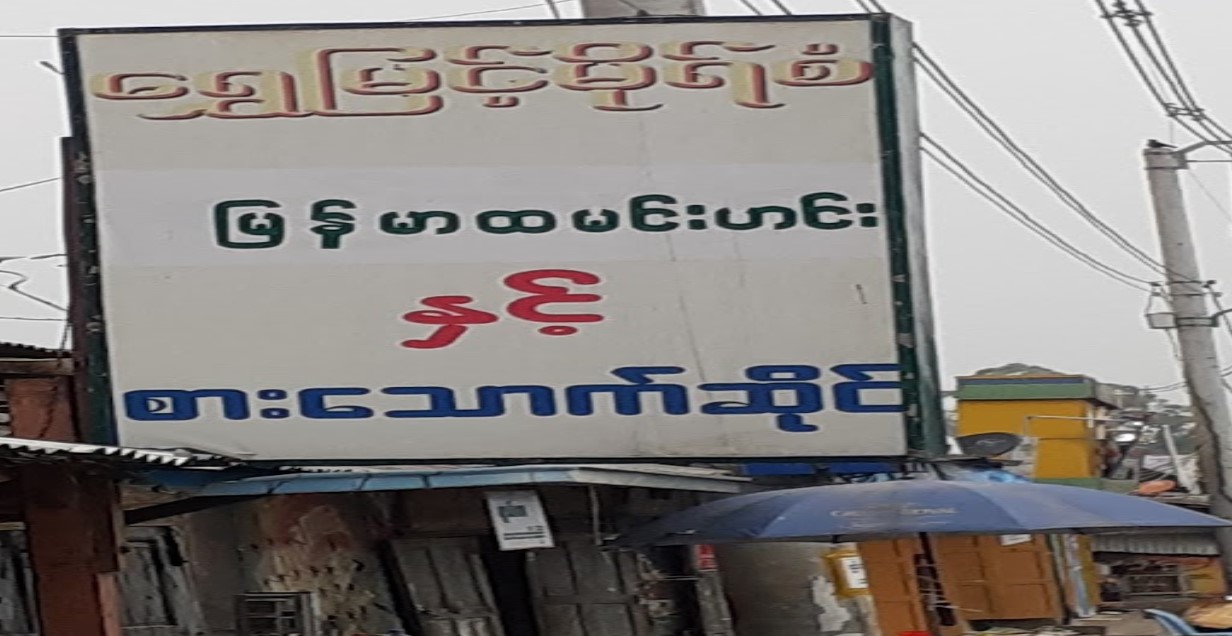 ရွှေမြင့်မိုရ်စံ
မြန်မာထမင်းဟင်း
နှင့်
စားသောက်ဆိုင်